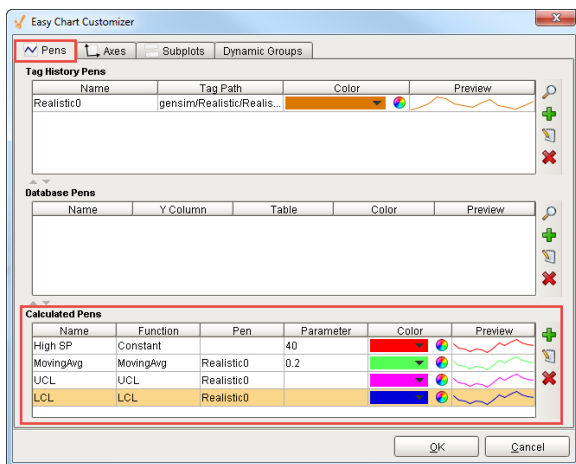 Easy Chart Customizer
Pens Axes Subplots Dynamic Groups
Tag History Pens
Name Tag Path Color Preview
Realistic0 gensim/Realistic/Realis...
Database Pens
Name Y Column Table Color Preview
Calculated Pens
Name Function Pen Parameter Color Preview
High SP Constant 40
MovingAvg MovingAvg Realistic0 0.2
UCL UCL Realistic0
LCL LCL Realistic0
OK Cancel